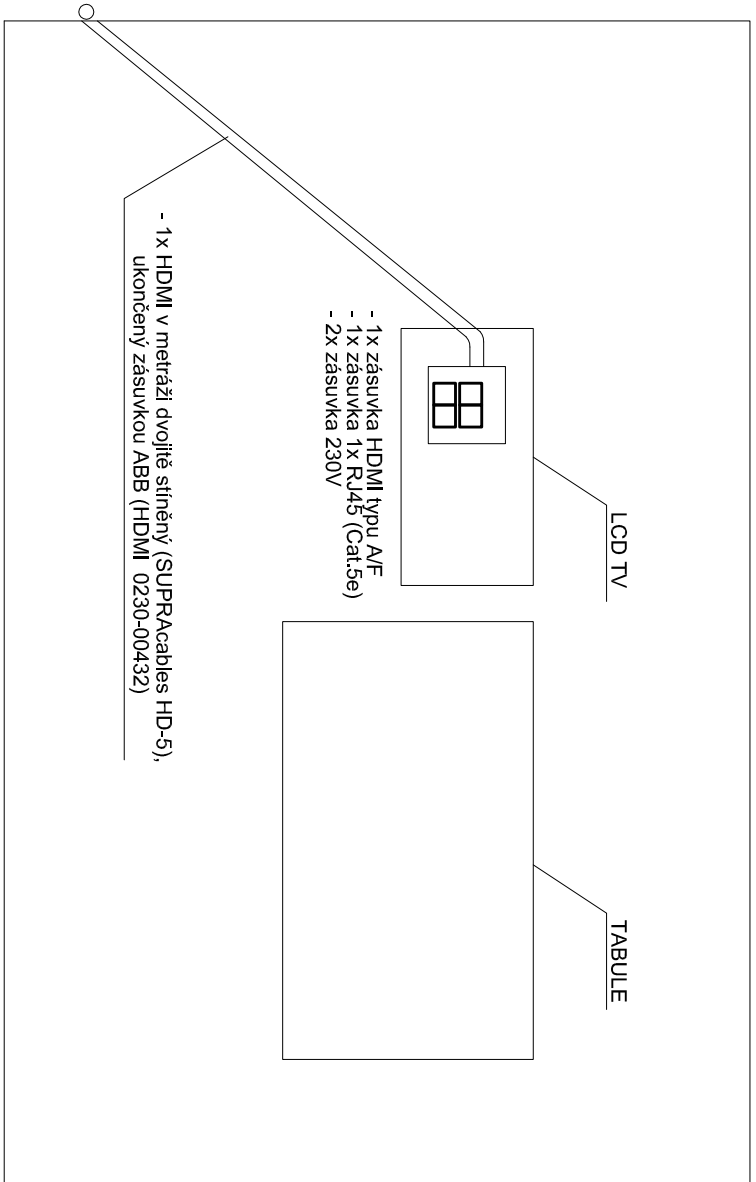 LCD TV
TABULE
- 1x zásuvka HDMI typu A/F
- 1x zásuvka 1x RJ45 (Cat.5e)
- 2x zásuvka 230V
- 1x HDMI v metráži dvojitě stíněný (SUPRAcables HD-5),
ukončený zásuvkou ABB (HDMI 0230-00432)